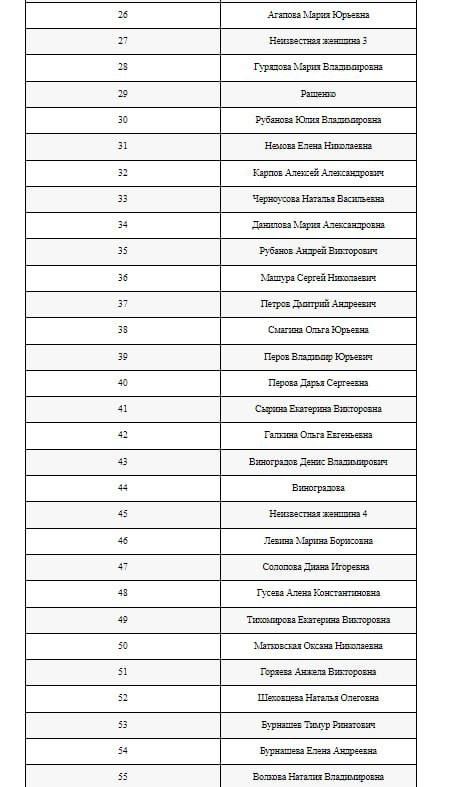 26 Агапова Мария Юрьевна
27 Неизвестная женщина 3
28 Гурядова Мария Владимировна
29 Ращенко
30 Рубанова Юлия Владимировна
31 Немова Елена Николаевна
32 Карпов Алексей Александрович
33 Черноусова Наталья Васильевна
34 Данилова Мария Александровна
35 Рубанов Андрей Викторович
36 Машура Сергей Николаевич
37 Петров Дмитрий Андреевич
38 Смагина Ольга Юрьевна
39 Перов Владимир Юрьевич
40 Перова Дарья Сергеевна
41 Сырина Екатерина Викторовна
42 Галкина Ольга Евгеньевна
43 Виноградов Денис Владимирович
44 Виноградова
45 Неизвестная женщина 4
46 Левина Марина Борисовна
47 Солопова Диана Игоревна
48 Гусева Алена Константиновна
49 Тихомирова Екатерина Викторовна
50 Матковская Оксана Николаевна
51 Горяева Анжела Викторовна
52 Шеховцева Наталья Олеговна
53 Бурнашев Тимур Ринатович
54 Бурнашева Елена Андреевна
55 Волкова Наталия Владимировна